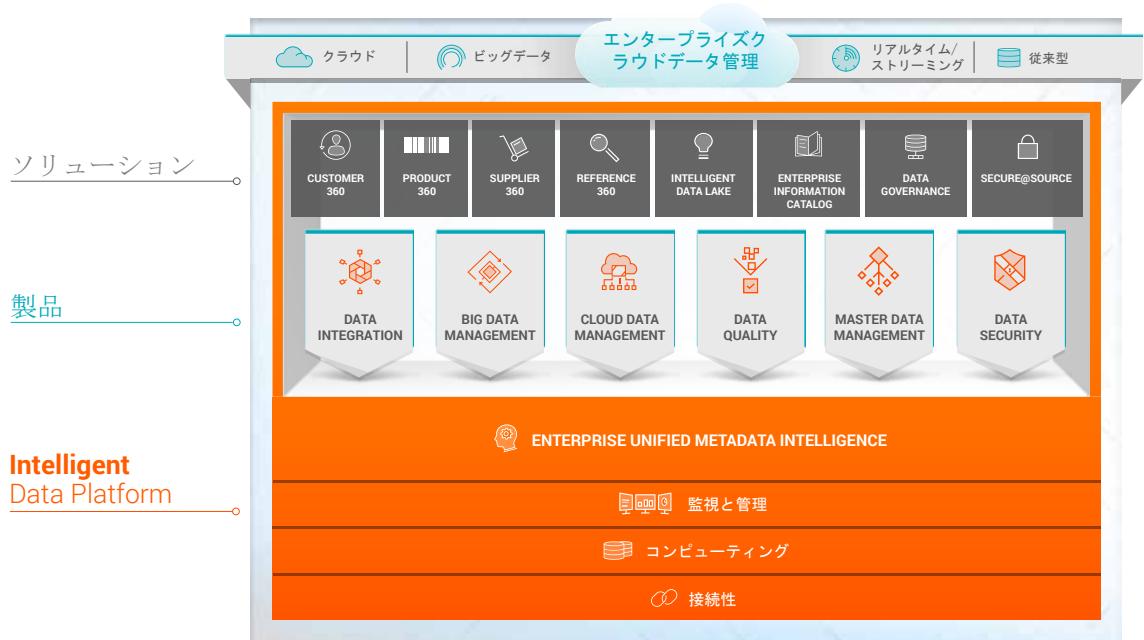 クラウド
ビッグデータ
エンタープライズク
ラウドデータ管理
リアルタイム/
ストリーミング
従来型
ソリューション
CUSTOMER
360
PRODUCT
360
SUPPLIER
360
REFERENCE
360
INTELLIGENT
DATA LAKE
ENTERPRISE
INFORMATION
CATALOG
DATA
GOVERNANCE
SECURE@SOURCE
製品
DATA
INTEGRATION
BIG DATA
MANAGEMENT
CLOUD DATA
MANAGEMENT
DATA
QUALITY
MASTER DATA
MANAGEMENT
DATA
SECURITY
Intelligent
Data Platform
ENTERPRISE UNIFIED METADATA INTELLIGENCE
監視と管理
コンピューティング
接続性